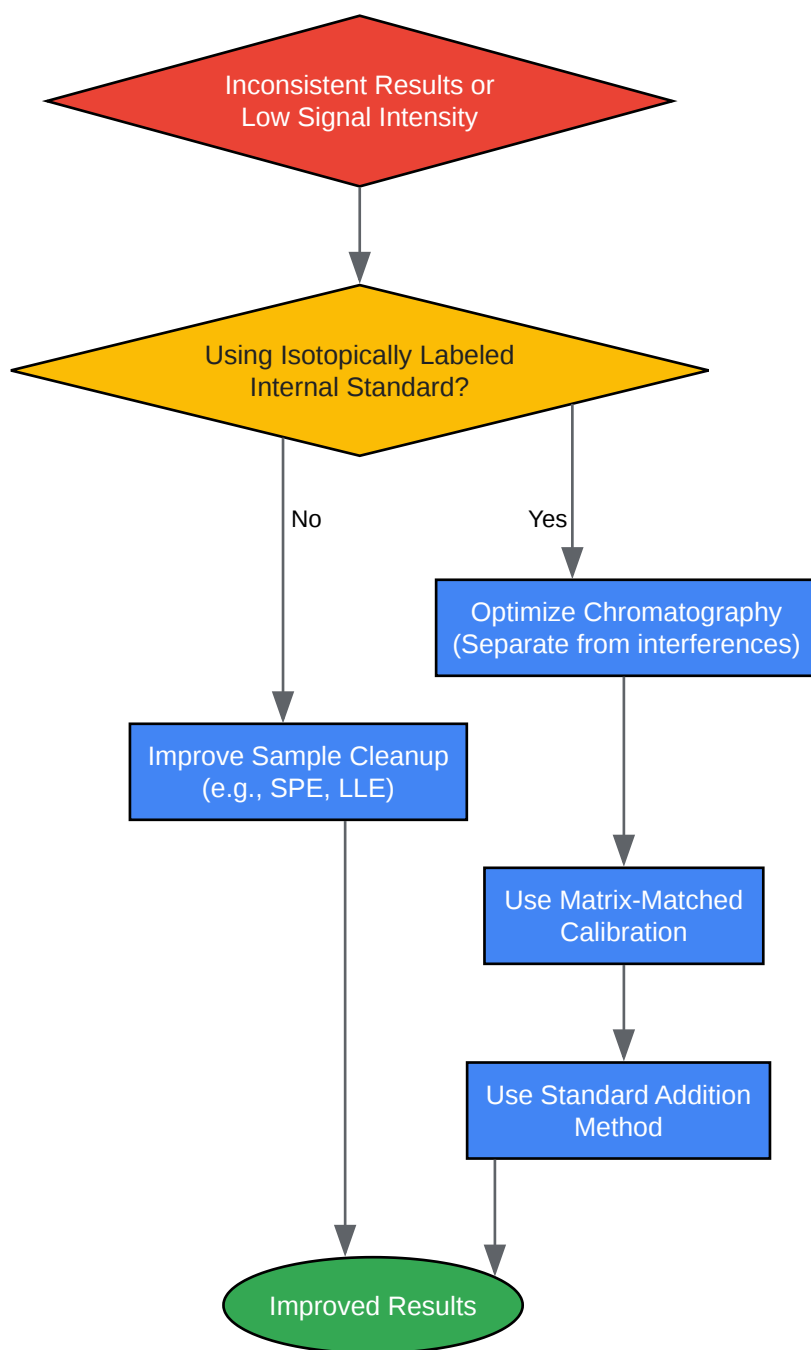 Inconsistent Results or
Low Signal Intensity
Using Isotopically Labeled
Internal Standard?
No
Yes
Optimize Chromatography
(Separate from interferences)
Improve Sample Cleanup
(e.g., SPE, LLE)
Use Matrix-Matched
Calibration
Use Standard Addition
Method
Improved Results